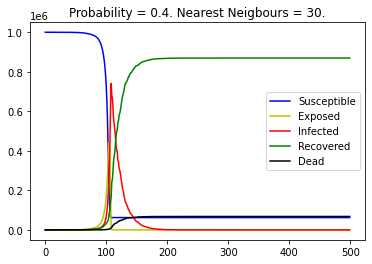 Probability = 0.4. Nearest Neigbours = 30.
1e6
1.0
0.8
0.6
0.4
0.2
0.0
Susceptible
Exposed
Infected
Recovered
Dead
0 100 200 300 400 500